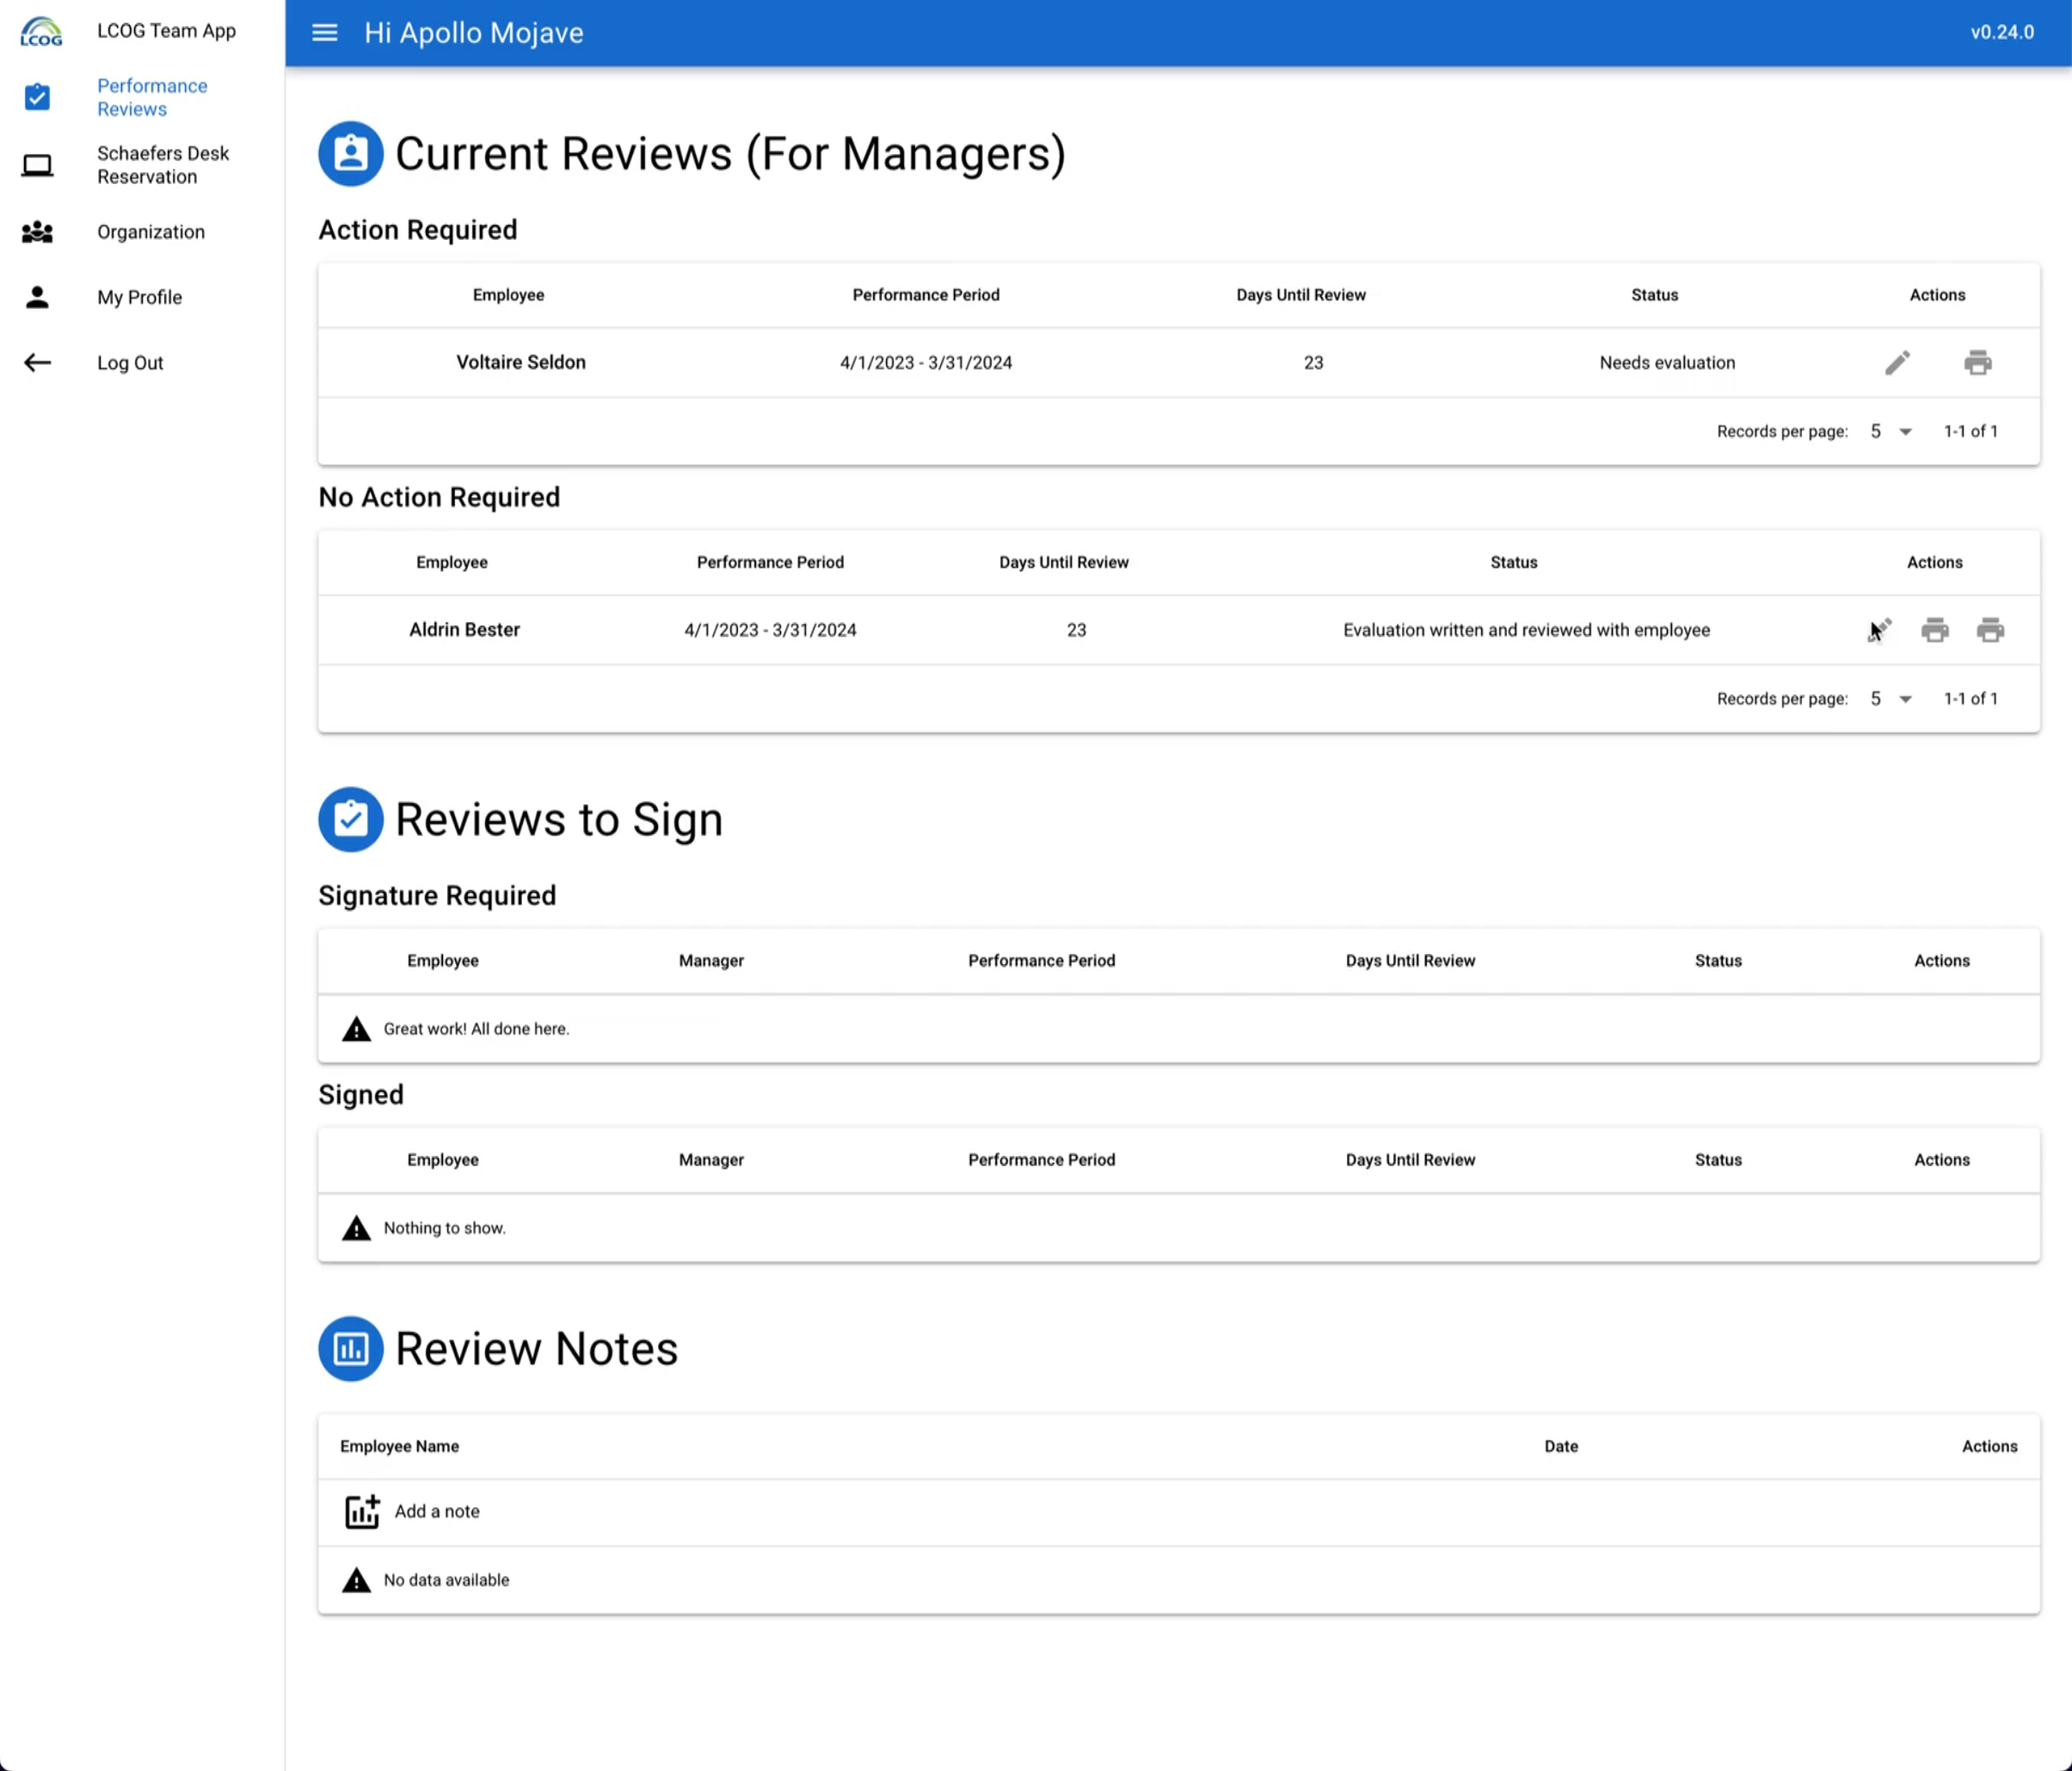 LCOG
LCOG Team App
Hi Apollo Mojave
v0.24.0
Performance
Reviews
Schaefers Desk
Reservation
Organization
My Profile
Log Out
Current Reviews (For Managers)
Action Required
Employee Performance Period Days Until Review Status Actions
Voltaire Seldon 4/1/2023 - 3/31/2024 23 Needs evaluation
Records per page: 5 1-1 of 1
No Action Required
Employee Performance Period Days Until Review Status Actions
Aldrin Bester 4/1/2023 - 3/31/2024 23 Evaluation written and reviewed with employee
Records per page: 5 1-1 of 1
Reviews to Sign
Signature Required
Employee Manager Performance Period Days Until Review Status Actions
Great work! All done here.
Signed
Employee Manager Performance Period Days Until Review Status Actions
Nothing to show.
Review Notes
Employee Name Date Actions
Add a note
No data available